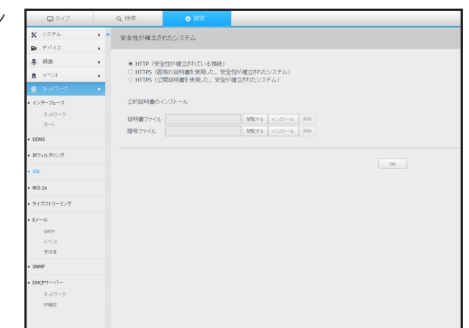 ライブ
検索
設定
システム
デバイス
録画
イベント
ネットワーク
インターフェース
ネットワーク
ポート
DDNS
IPフィルタリング
SSL
802.1x
ライブストリーミング
Eメール
SMTP
イベント
受信者
SNMP
DHCPサーバー
ネットワーク
IP確認
安全性が確立されたシステム
HTTP (安全性が確立されている接続)
HTTPS (固有の証明書を使用した、安全性が確立されたシステム)
HTTPS (公開証明書を使用した、安全性が確立されたシステム)
公的証明書のインストール
証明書ファイル 閲覧する インストール 削除
暗号ファイル 閲覧する インストール 削除
OK